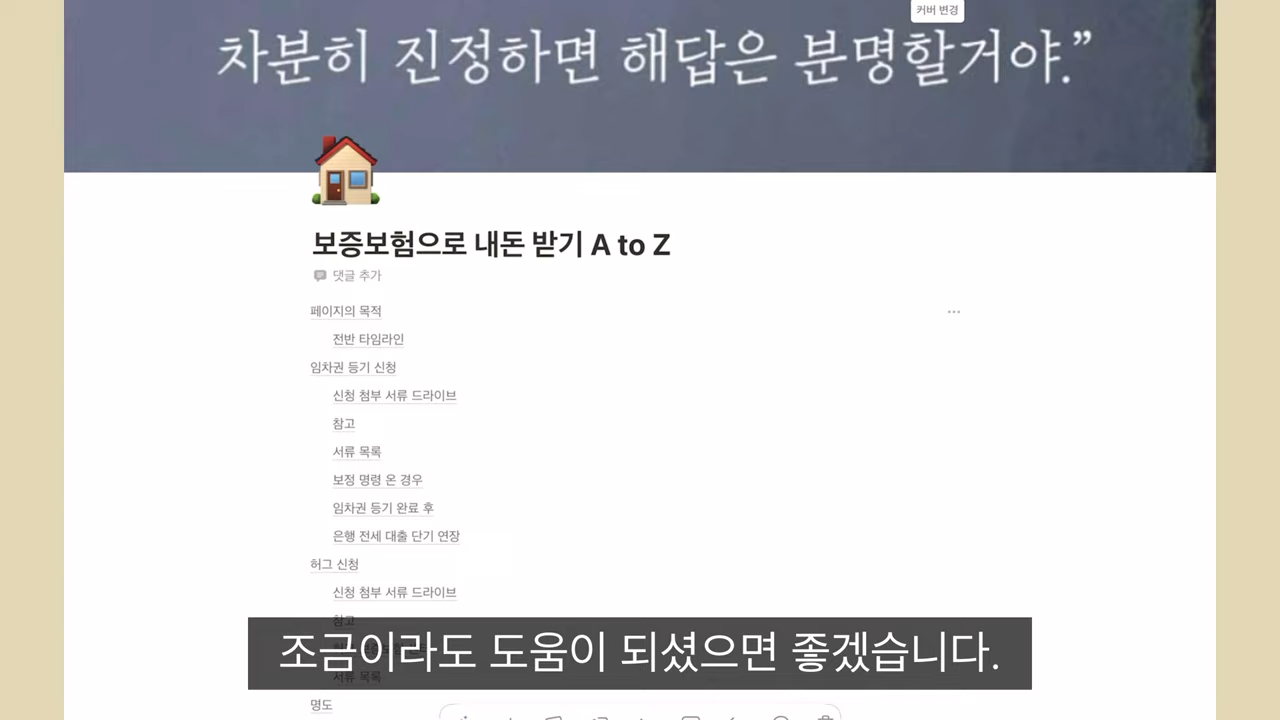 커버 변경
차분히 진정하면 해답은 분명할거야.”
보증보험으로 내돈 받기 A to Z
댓글 추가
페이지의 목적
전반 타임라인
임차권 등기 신청
신청 첨부 서류 드라이브
참고
서류 목록
보정 명령 온 경우
임차권 등기 완료 후
은행 전세 대출 단기 연장
허그 신청
신청 첨부 서류 드라이브
참고
조금이라도 도움이 되셨으면 좋겠습니다.
서류 목록
명도